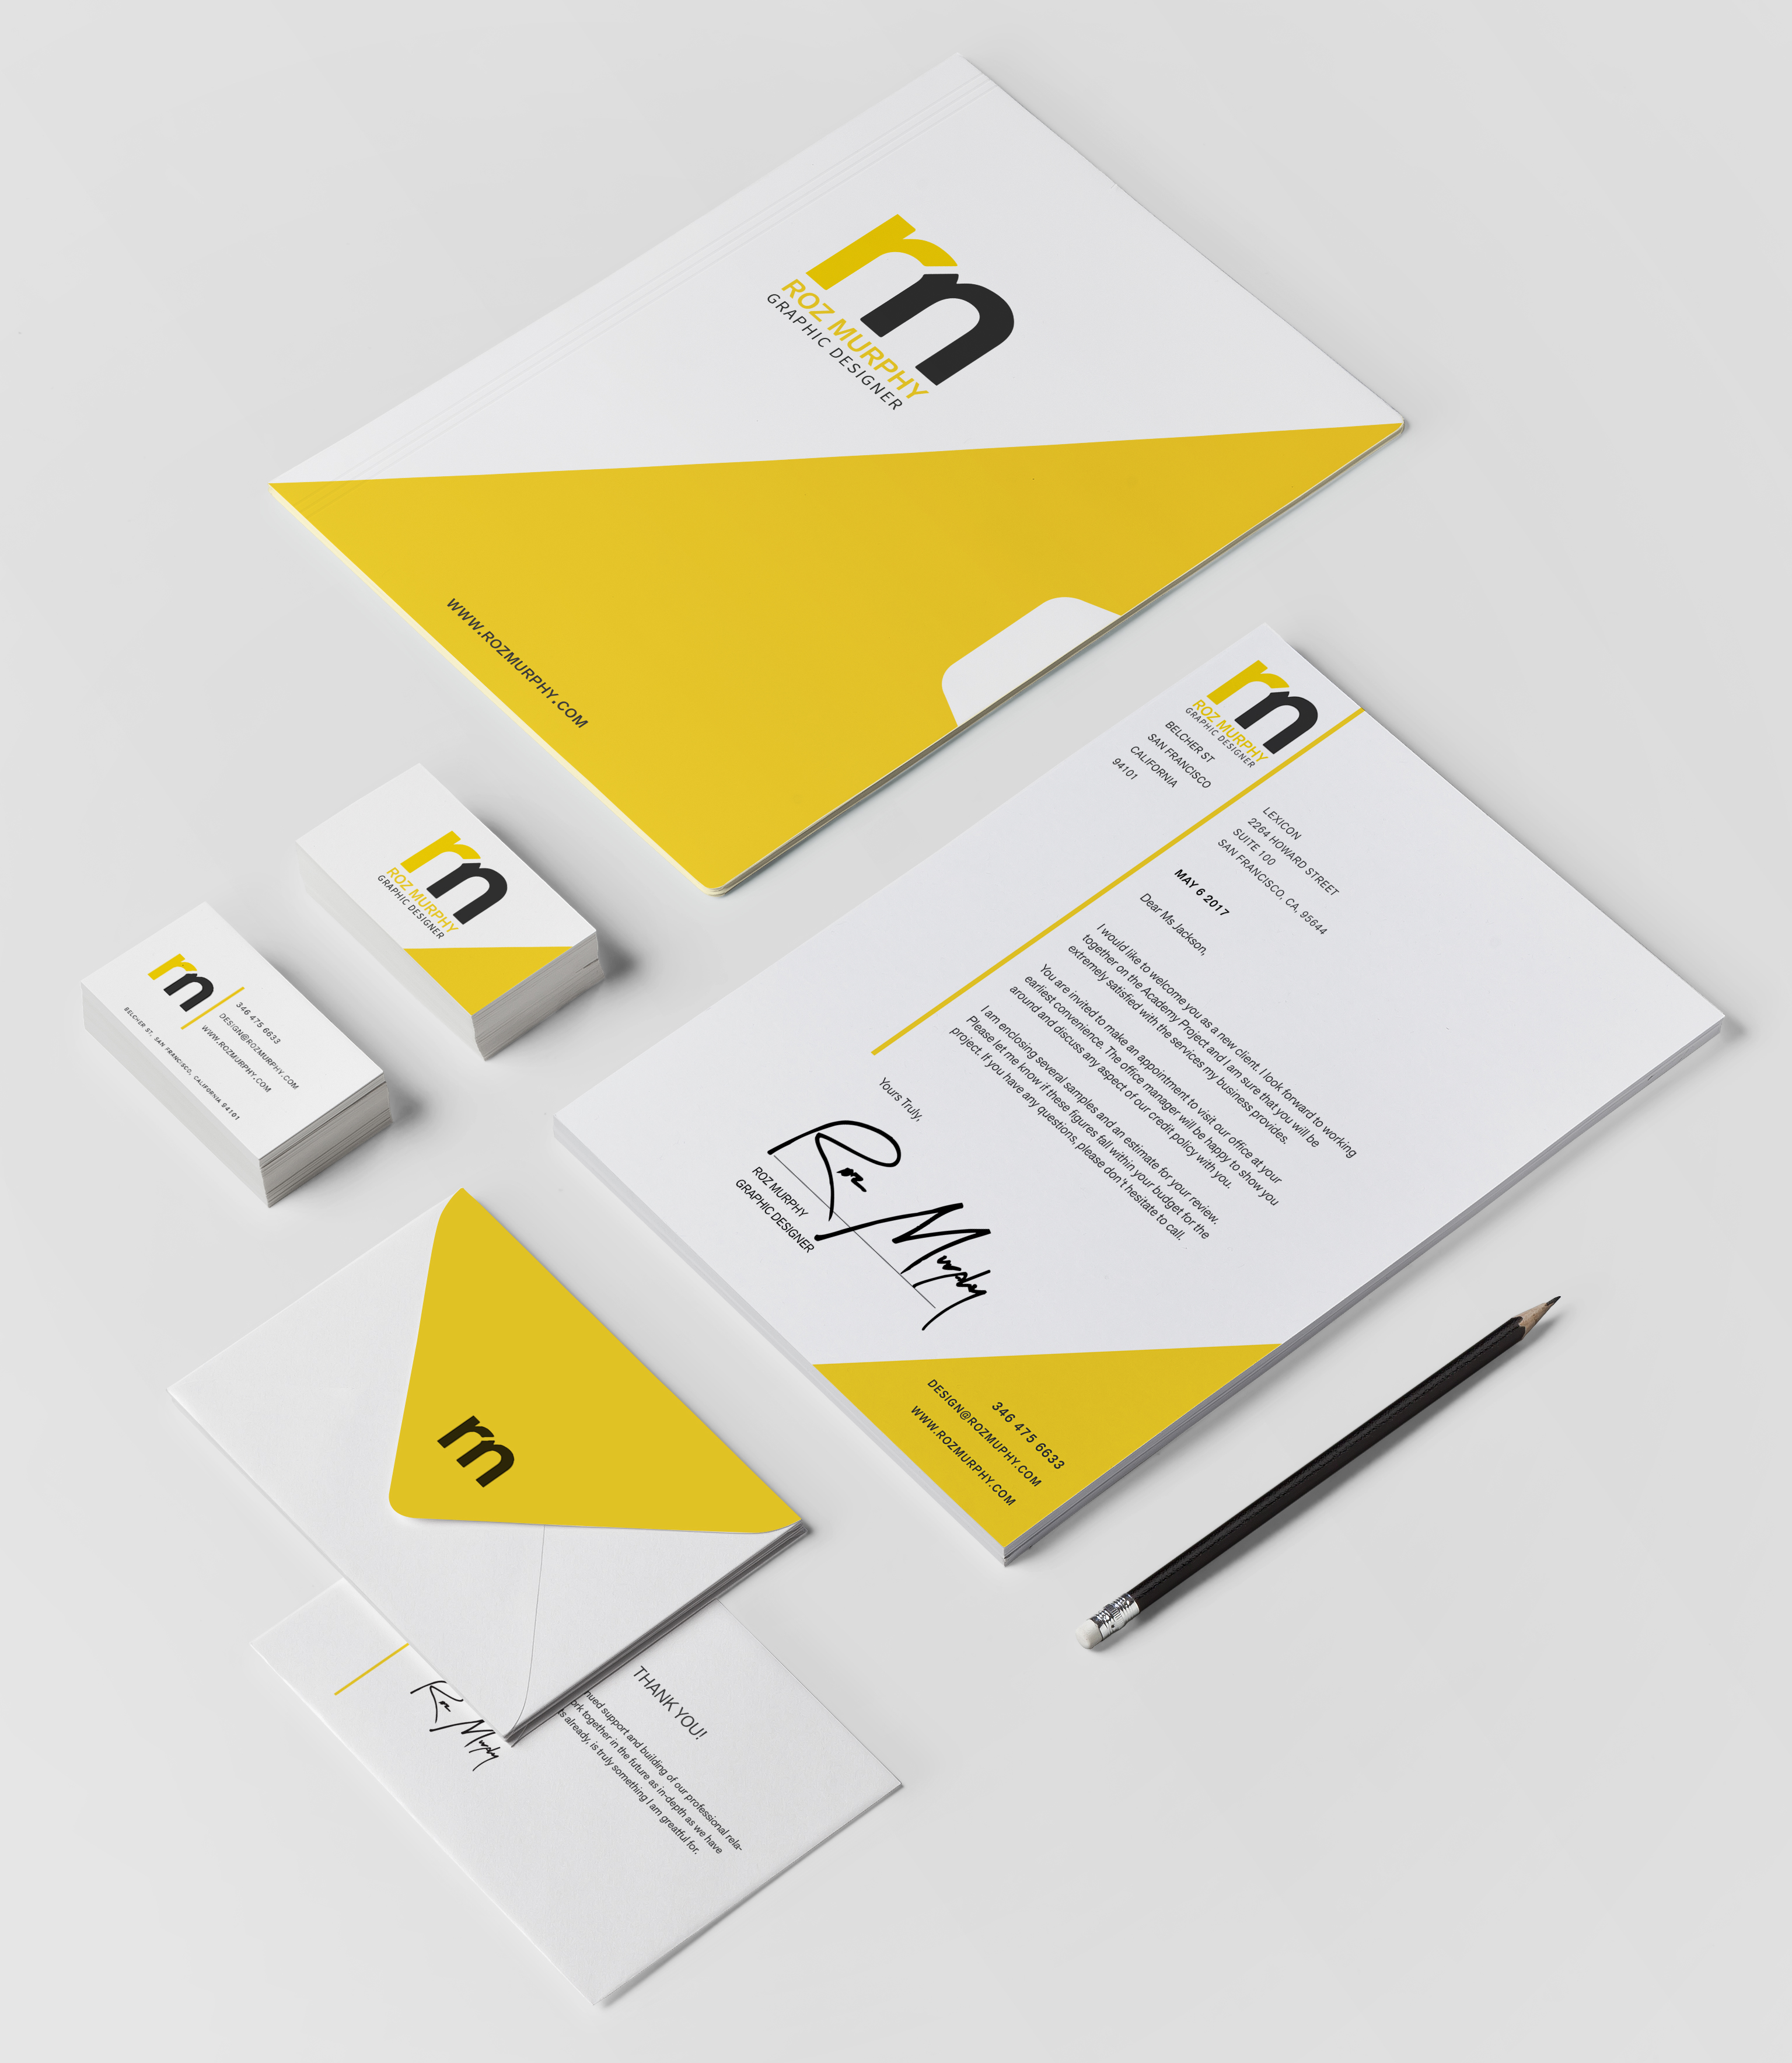 rn
ROZ MURPHY
GRAPHIC DESIGNER
WWW.ROZMURPHY.COM
rn
ROZ MURPHY
GRAPHIC DESIGNER
rn
346 475 6633
DESIGN@ROZMURPHY.COM
WWW.ROZMURPHY.COM
BELCHER ST, SAN FRANCISCO, CALIFORNIA 94101
rn
ROZ MURPHY
GRAPHIC DESIGNER
BELCHER ST
SAN FRANCISCO
CALIFORNIA
94101
LEXICON
2264 HOWARD STREET
SUITE 100
SAN FRANCISCO, CA, 95644
MAY 6 2017
Dear Ms Jackson,
I would like to welcome you as a new client. I look forward to working
together on the Academy Project and I am sure that you will be
extremely satisfied with the services my business provides.
You are invited to make an appointment to visit our office at your
earliest convenience. The office manager will be happy to show you
around and discuss any aspect of our credit policy with you.
I am enclosing several samples and an estimate for your review.
Please let me know if these figures fall within your budget for the
project. If you have any questions, please don't hesitate to call.
Yours Truly,
Roz Murphy
ROZ MURPHY
GRAPHIC DESIGNER
346 475 6633
DESIGN@ROZMUPHY.COM
WWW.ROZMURPHY.COM
rn
THANK YOU!
nued support and building of our professional rela-
ork together in the future as in-depth as we have
s already, is truly something I am greatful for.
Roz Murphy